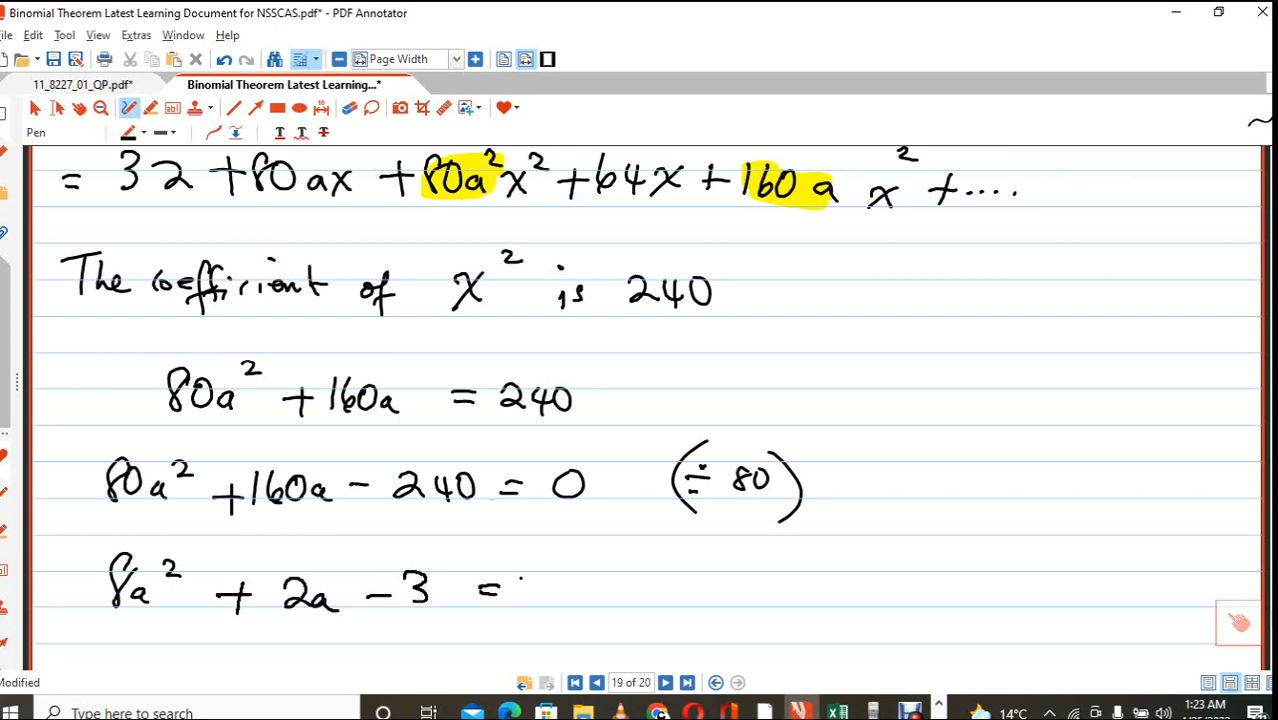 Binomial Theorem Latest Learning Document for NSSCAS.pdf* - PDF Annotator
ile Edit Tool View Extras Window Help
Page Width
11_8227_01_QP.pdf* Binomial Theorem Latest Learning...*
Pen
= 32 + 80ax + 80a²x² + 64x + 160a x² + ....
The coefficient of x² is 240
80a² + 160a = 240
80a² + 160a - 240 = 0 (÷ 80)
8a² + 2a - 3 =
Modified 19 of 20
Type here to search 14°C 1:23 AM